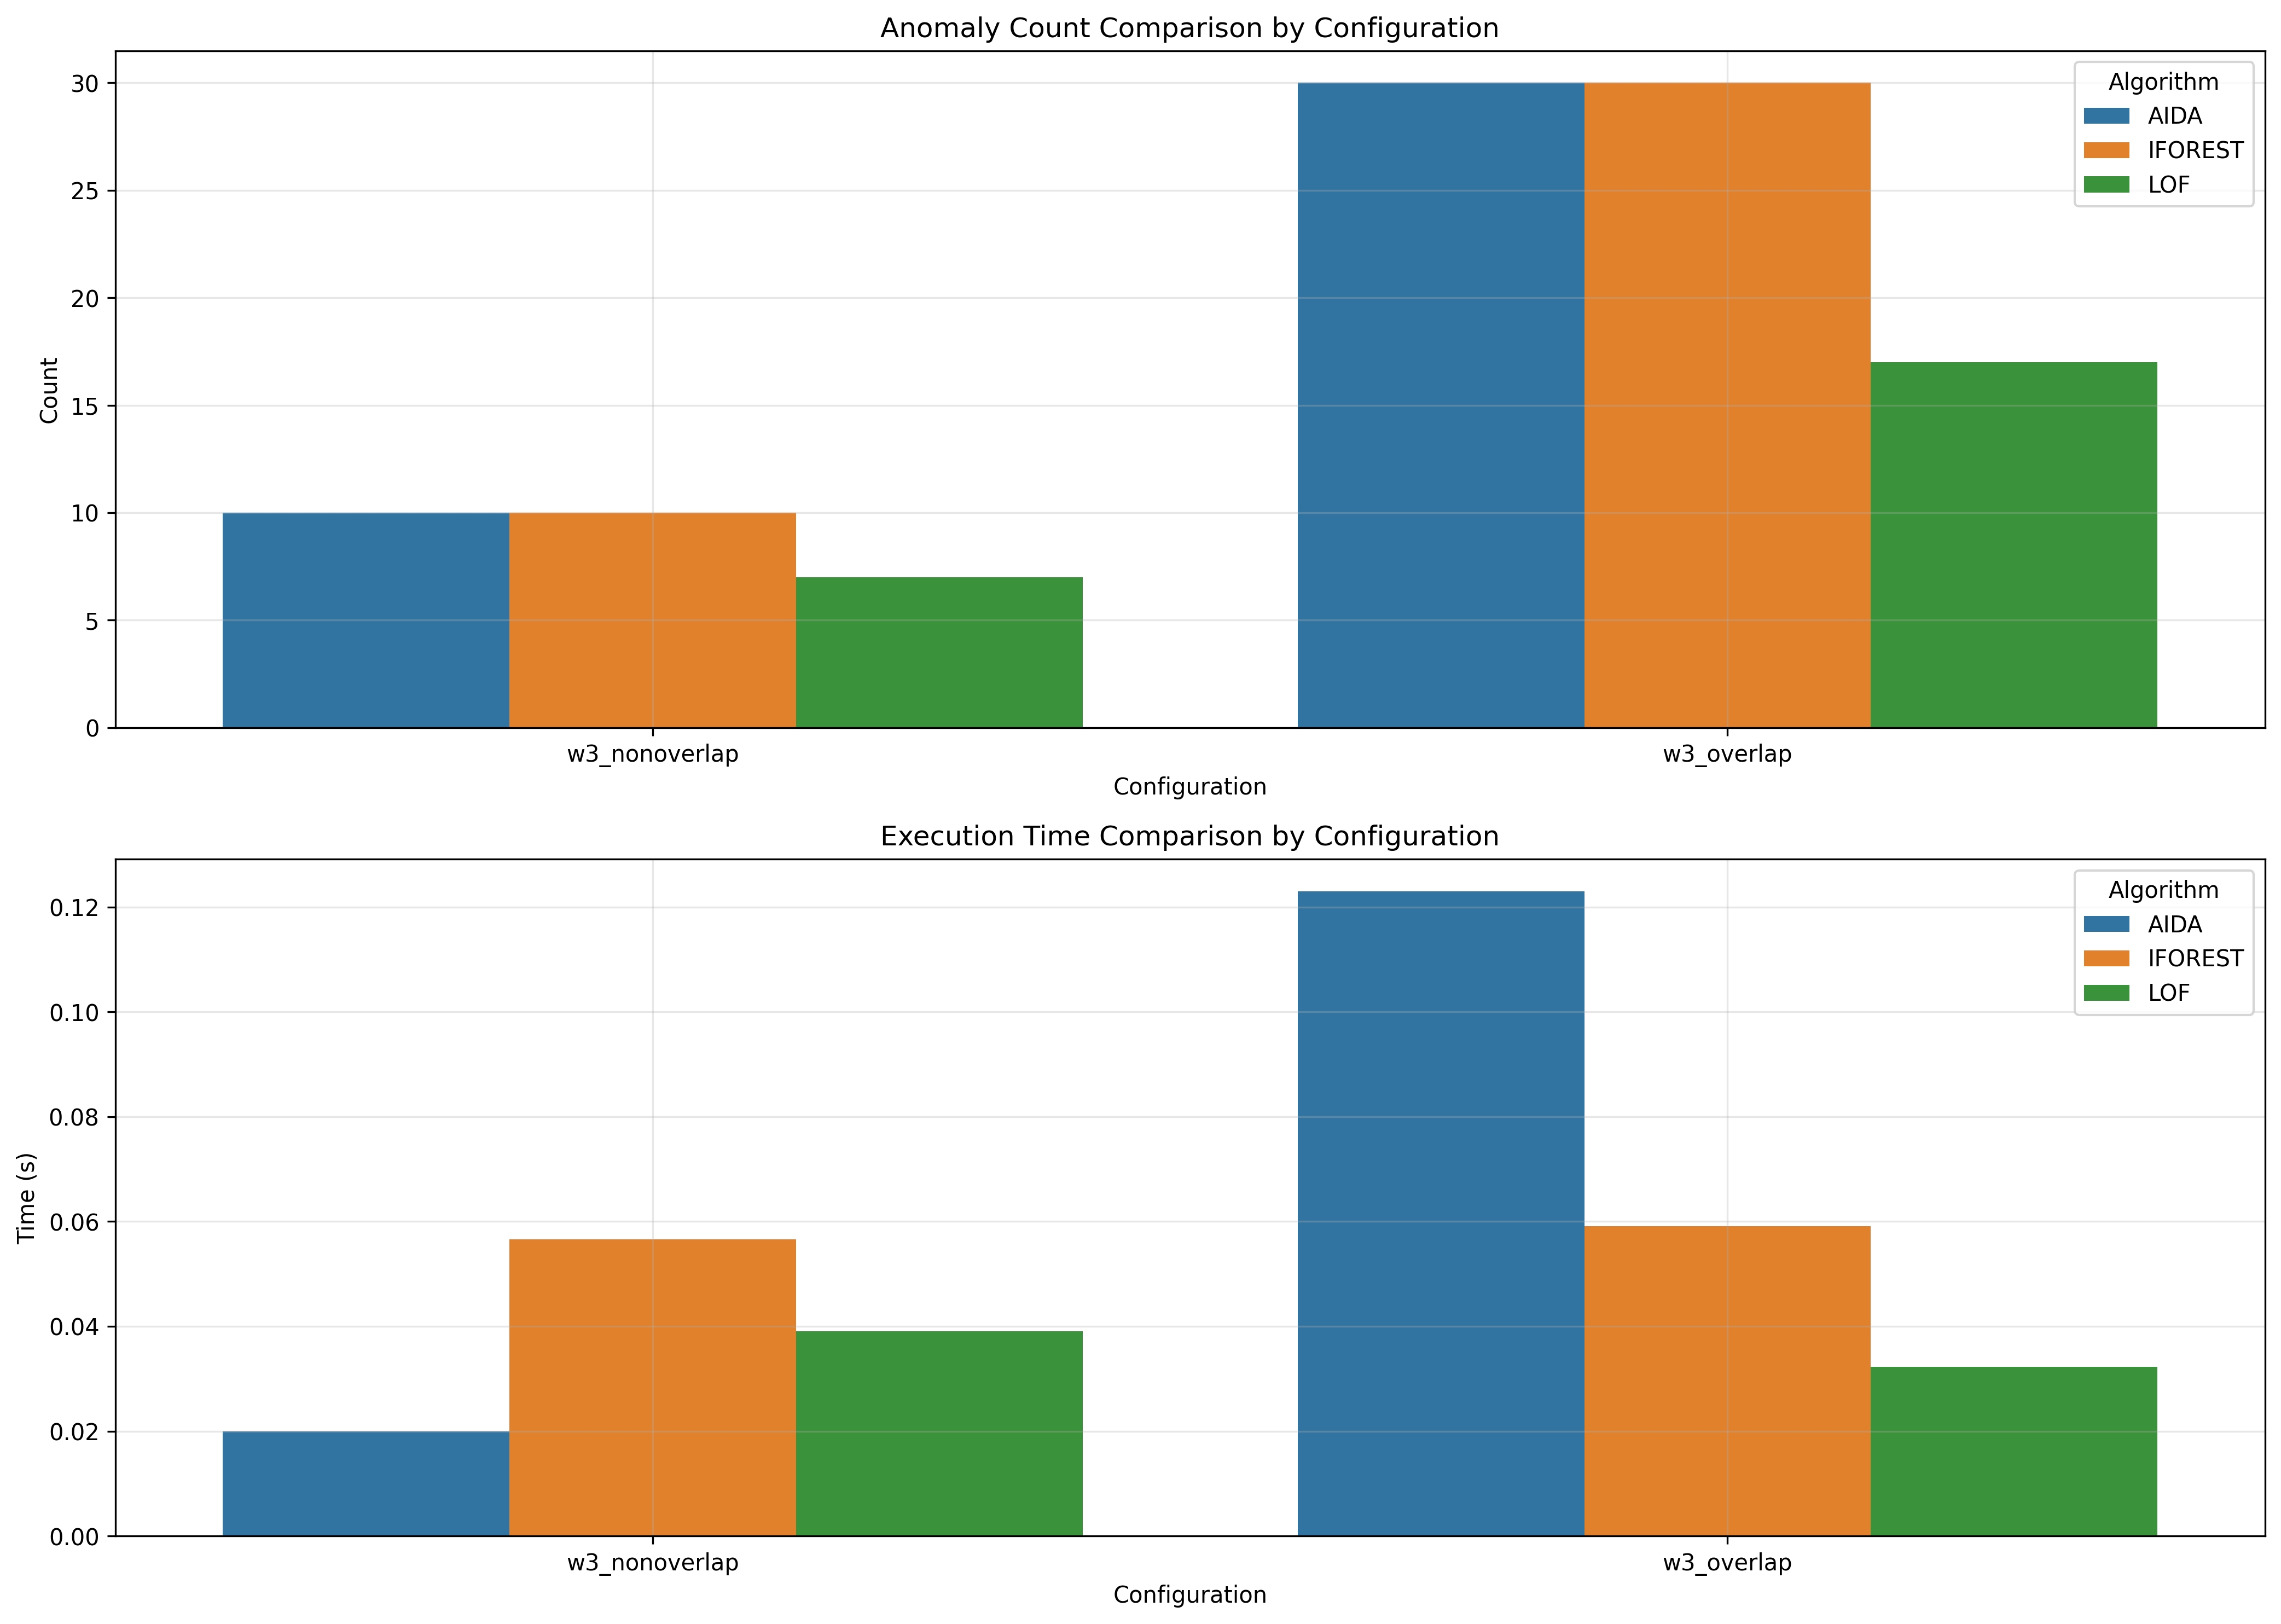 Anomaly Count Comparison by Configuration
30
25
20
15
10
5
0
Count
Algorithm
AIDA
IFOREST
LOF
w3_nonoverlap
w3_overlap
Configuration
Execution Time Comparison by Configuration
0.12
0.10
0.08
0.06
0.04
0.02
0.00
Time (s)
Algorithm
AIDA
IFOREST
LOF
w3_nonoverlap
w3_overlap
Configuration